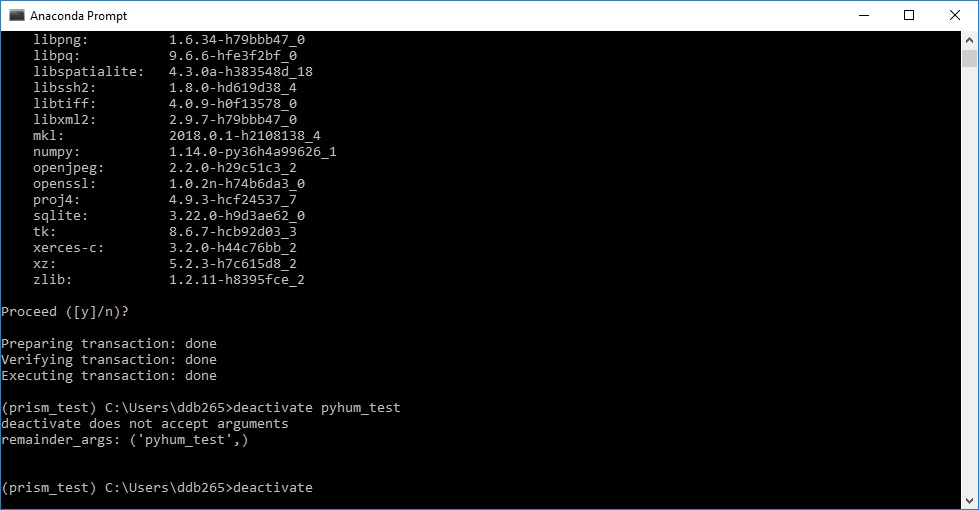 Anaconda Prompt
libpng: 1.6.34-h79bbb47_0
libpq: 9.6.6-hfe3f2bf_0
libspatialite: 4.3.0a-h383548d_18
libssh2: 1.8.0-hd619d38_4
libtiff: 4.0.9-h0f13578_0
libxml2: 2.9.7-h79bbb47_0
mkl: 2018.0.1-h2108138_4
numpy: 1.14.0-py36h4a99626_1
openjpeg: 2.2.0-h29c51c3_2
openssl: 1.0.2n-h74b6da3_0
proj4: 4.9.3-hcf24537_7
sqlite: 3.22.0-h9d3ae62_0
tk: 8.6.7-hcb92d03_3
xerces-c: 3.2.0-h44c76bb_2
xz: 5.2.3-h7c615d8_2
zlib: 1.2.11-h8395fce_2
Proceed ([y]/n)?
Preparing transaction: done
Verifying transaction: done
Executing transaction: done
(prism_test) C:\Users\ddb265>deactivate pyhum_test
deactivate does not accept arguments
remainder_args: ('pyhum_test',)
(prism_test) C:\Users\ddb265>deactivate